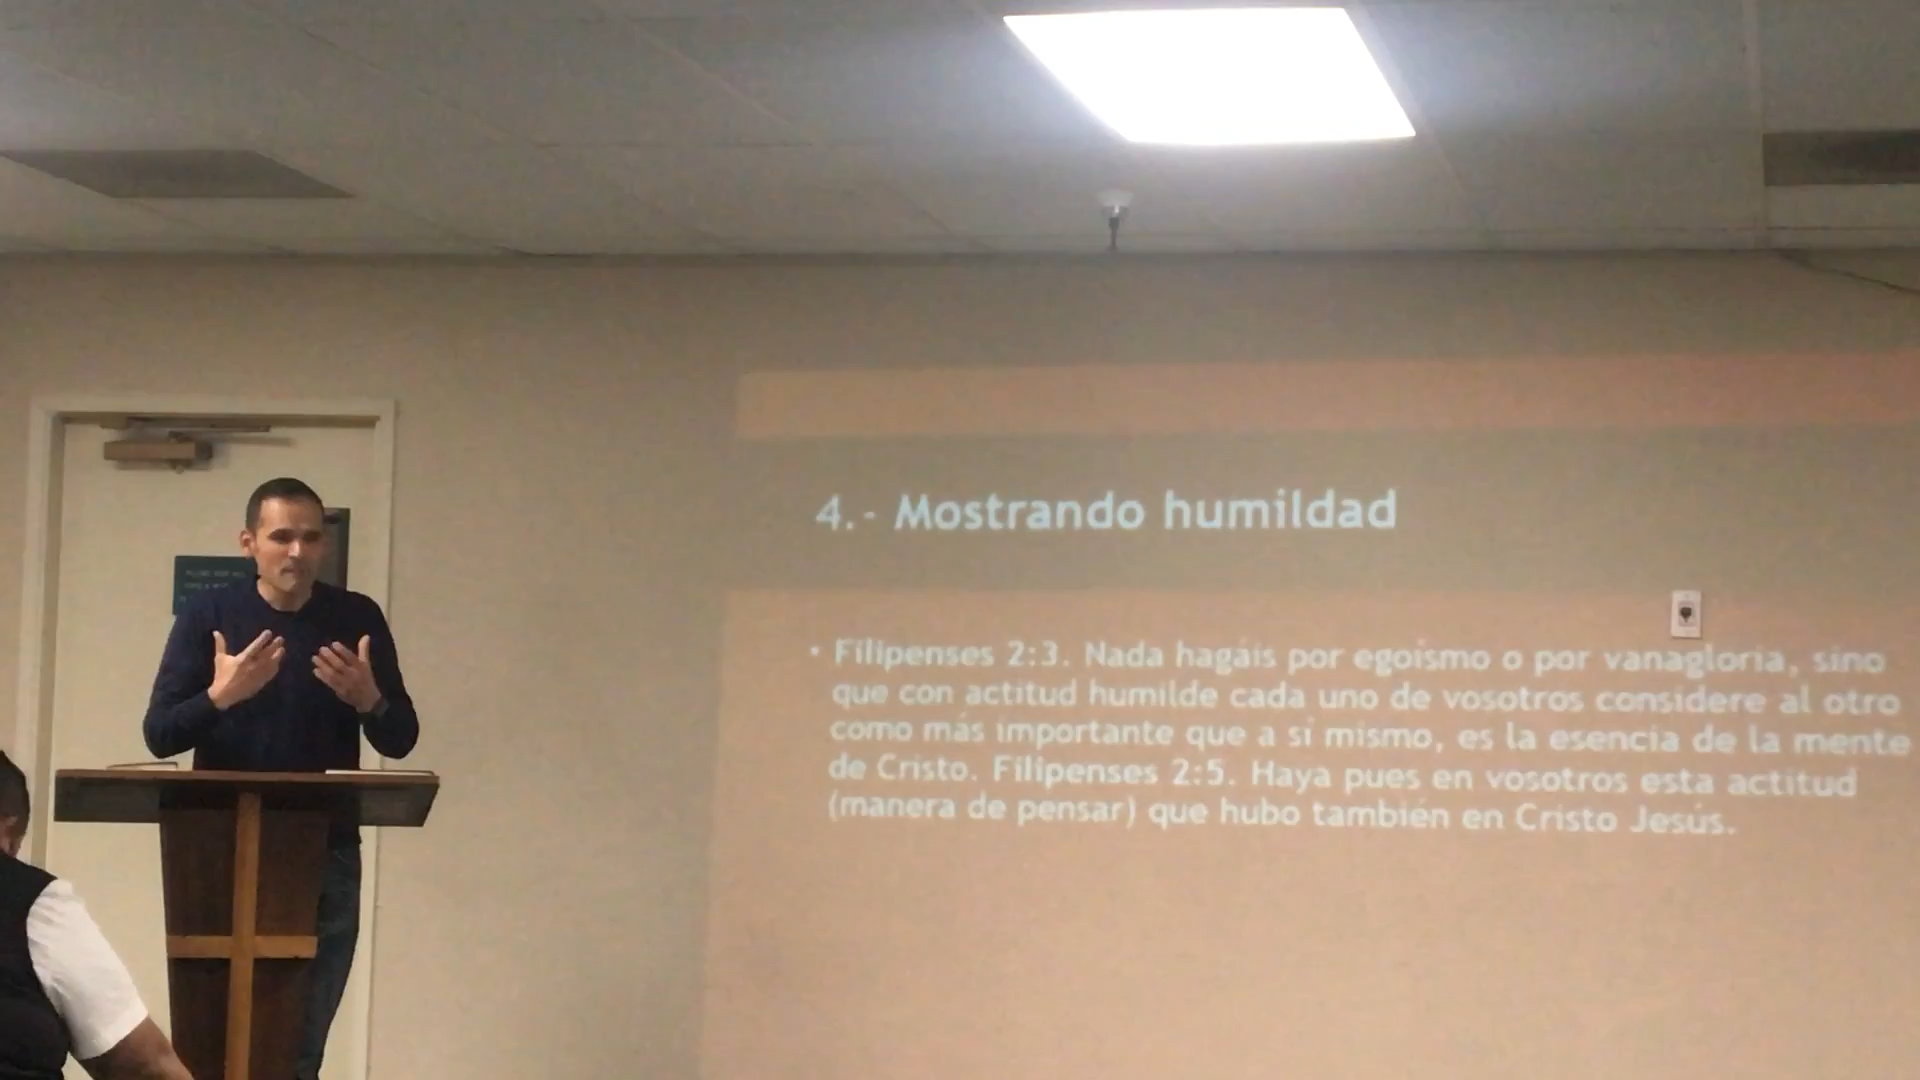 4.- Mostrando humildad
• Filipenses 2:3. Nada hagáis por egoísmo o por vanagloria, sino
que con actitud humilde cada uno de vosotros considere al otro
como más importante que a sí mismo, es la esencia de la mente
de Cristo. Filipenses 2:5. Haya pues en vosotros esta actitud
(manera de pensar) que hubo también en Cristo Jesús.